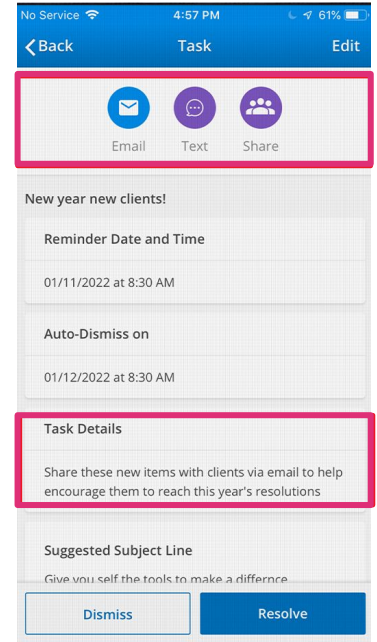 No Service 4:57 PM 61%
Back Task Edit
Email Text Share
New year new clients!
Reminder Date and Time
01/11/2022 at 8:30 AM
Auto-Dismiss on
01/12/2022 at 8:30 AM
Task Details
Share these new items with clients via email to help
encourage them to reach this year's resolutions
Suggested Subject Line
Give you self the tools to make a differnce
Dismiss Resolve